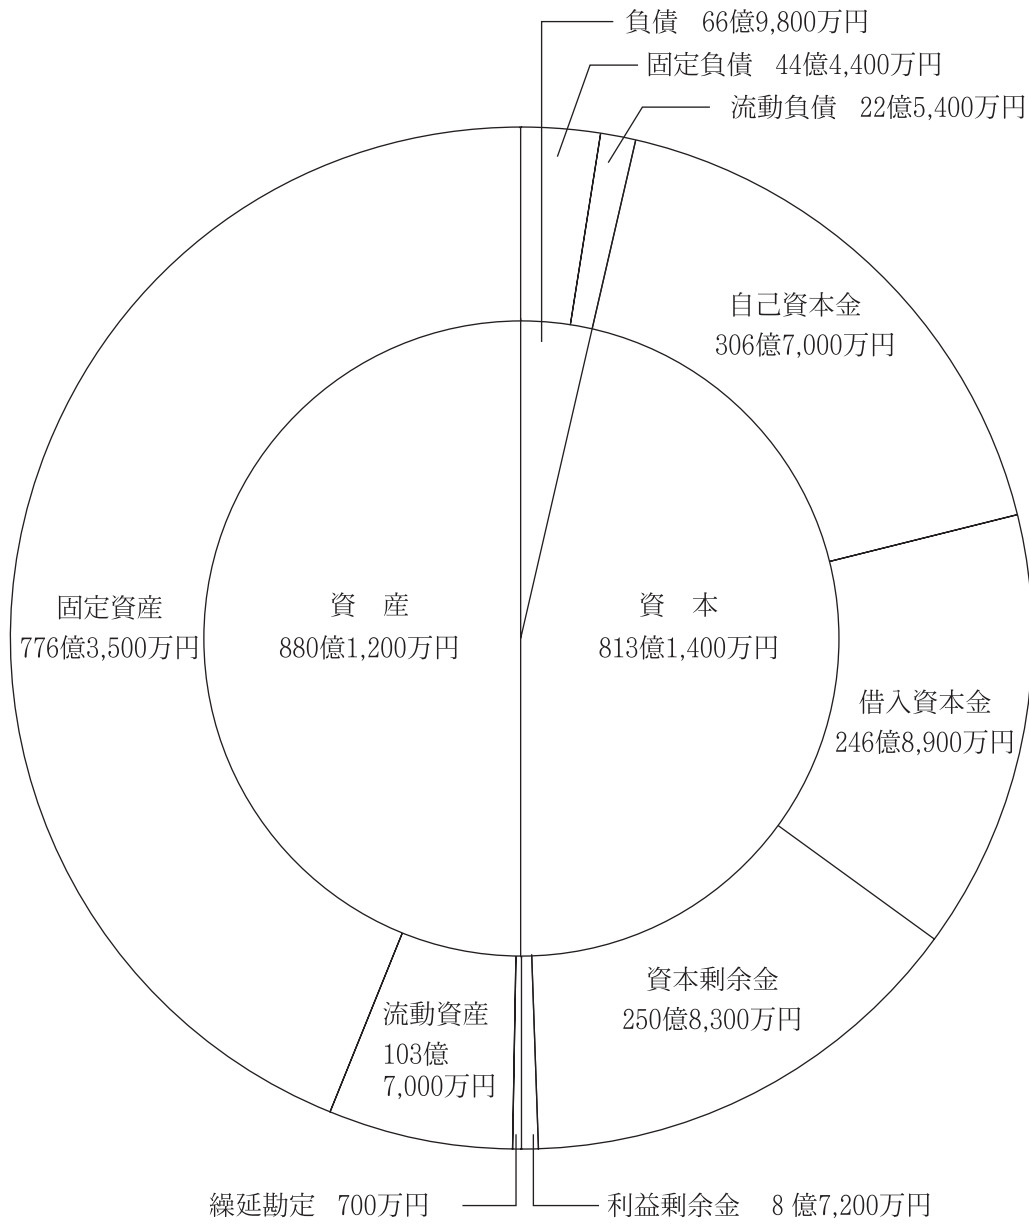 負債　66億9,800万円
固定負債　44億4,400万円
流動負債　22億5,400万円
自己資本金
306億7,000万円
固定資産
776億3,500万円
資　産
880億1,200万円
資　本
813億1,400万円
借入資本金
246億8,900万円
資本剰余金
250億8,300万円
流動資産
103億
7,000万円
繰延勘定　700万円
利益剰余金　8億7,200万円